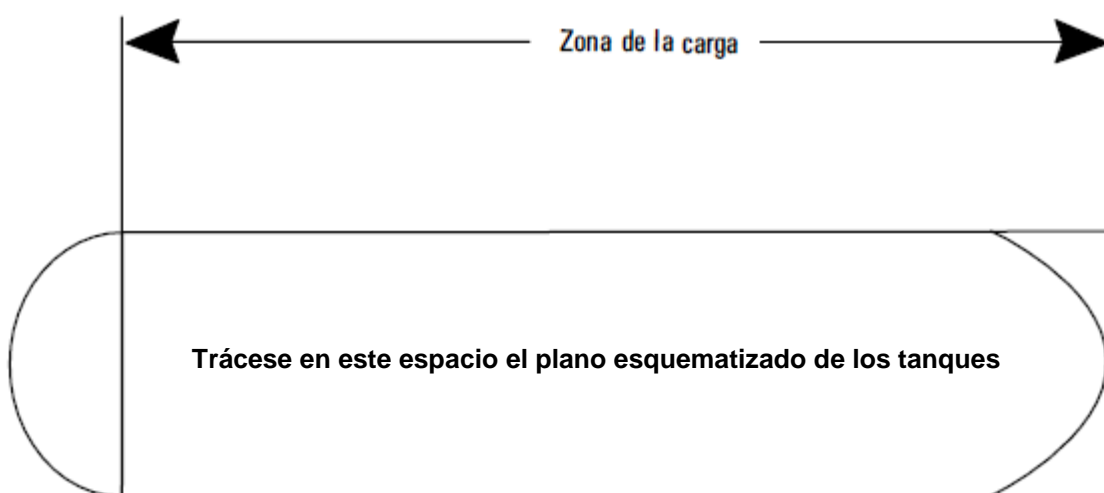 Zona de la carga
Trácese en este espacio el plano esquematizado de los tanques